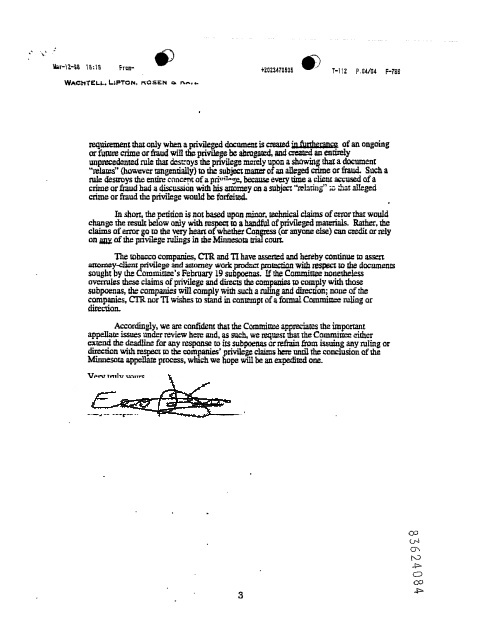 Mar-12-98 15:15 From- +2023470505 T-112 P.04/04 F-786
WACHTELL, LIPTON, ROSEN &
requirement that only when a privileged document is created in furtherance of an ongoing
or future crime or fraud will the privilege be abrogated, and created an entirely
unprecedented rule that destroys the privilege merely upon a showing that a document
"relates" (however tangentially) to the subject matter of an alleged crime or fraud. Such a
rule destroys the entire concept of a privilege, because every time a client accused of a
crime or fraud had a discussion with his attorney on a subject "relating" to that alleged
crime or fraud the privilege would be forfeited.
In short, the petition is not based upon minor, technical claims of error that would
change the result below only with respect to a handful of privileged materials. Rather, the
claims of error go to the very heart of whether Congress (or anyone else) can credit or rely
on any of the privilege rulings in the Minnesota trial court.
The tobacco companies, CTR and TI have asserted and hereby continue to assert
attorney-client privilege and attorney work product protection with respect to the documents
sought by the Committee's February 19 subpoenas. If the Committee nonetheless
overrules these claims of privilege and directs the companies to comply with those
subpoenas, the companies will comply with such a ruling and direction; none of the
companies, CTR nor TI wishes to stand in contempt of a formal Committee ruling or
direction.
Accordingly, we are confident that the Committee appreciates the important
appellate issues under review here and, as such, we request that the Committee either
extend the deadline for any response to its subpoenas or refrain from issuing any ruling or
direction with respect to the companies' privilege claims here until the conclusion of the
Minnesota appellate process, which we hope will be an expedited one.
Very truly yours
83624084
3